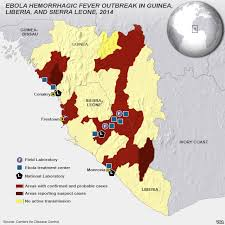 EBOLA HEMORRHAGIC FEVER OUTBREAK IN GUINEA,
LIBERIA, AND SIERRA LEONE, 2014
GUINEA-
BISSAU
GUINEA
Conakry
SIERRA
LEONE
Freetown
IVORY COAST
Monrovia
LIBERIA
Field Laboratory
Ebola treatment center
National Laboratory
Areas with confirmed and probable cases
Areas reporting suspect cases
No active transmission
Source: Centers for Disease Control